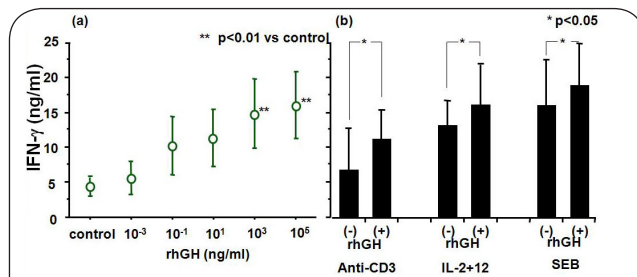 (a)
** p<0.01 vs control
IFN-γ (ng/ml)
25
20
15
10
5
0
**
**
control 10⁻³ 10⁻¹ 10¹ 10³ 10⁵
rhGH (ng/ml)
(b)
* p<0.05
*
*
*
(-) (+) (-) (+) (-) (+)
rhGH rhGH rhGH
Anti-CD3 IL-2+12 SEB